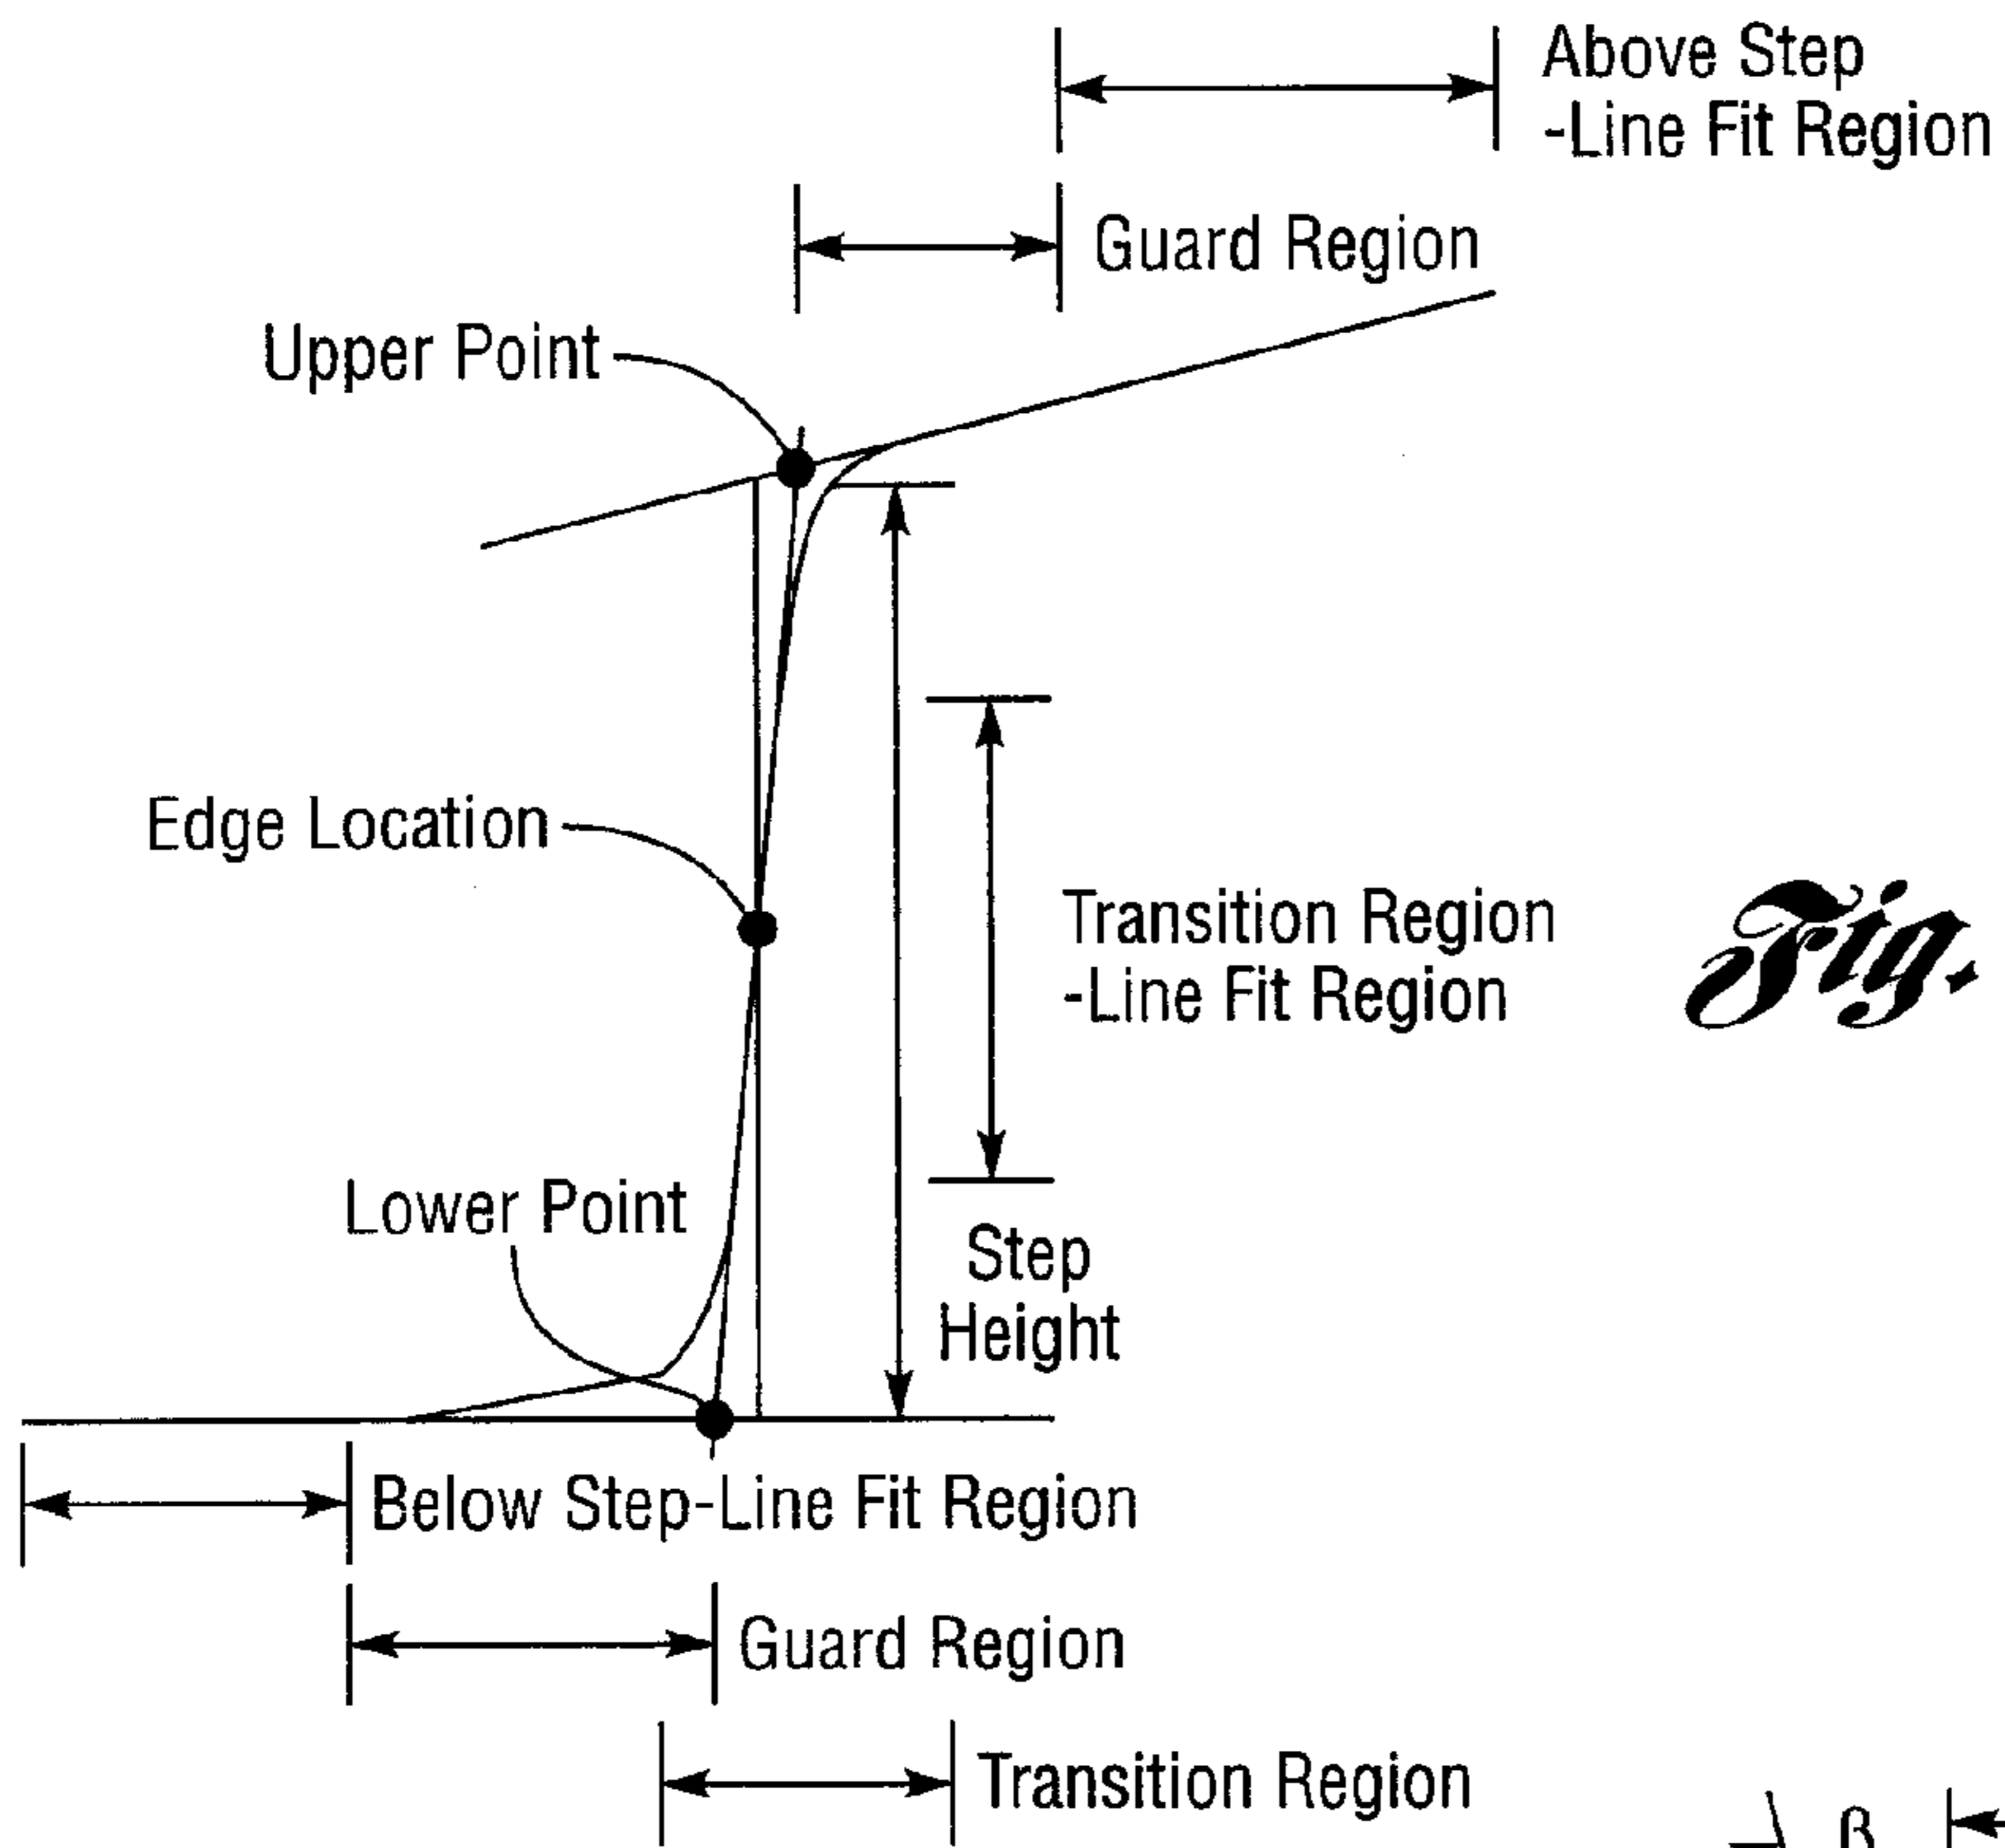 Above Step
-Line Fit Region
Guard Region
Upper Point
Edge Location
Transition Region
-Line Fit Region
Fig.
Lower Point
Step
Height
Below Step-Line Fit Region
Guard Region
Transition Region
β